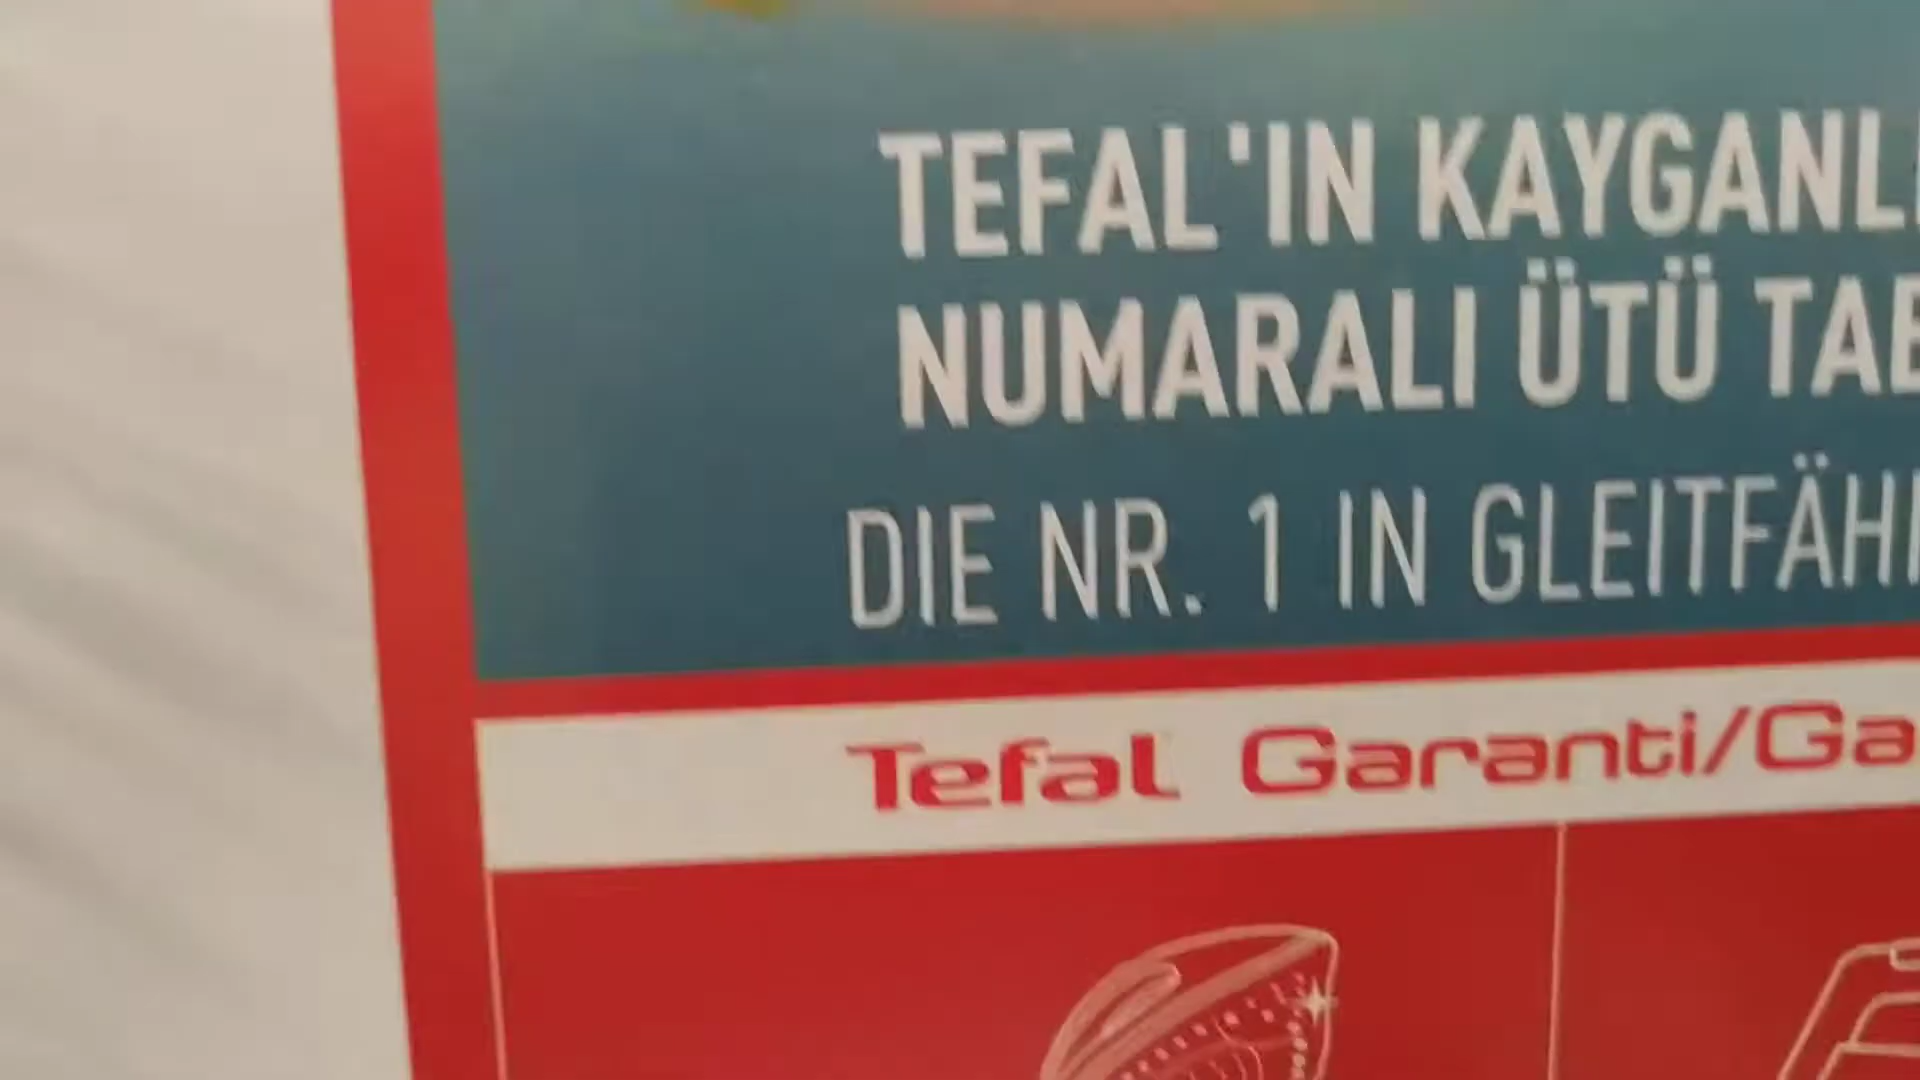 TEFAL'IN KAYGANL
NUMARALI ÜTÜ TAB
DIE NR. 1 IN GLEITFÄH
Tefal Garanti/Ga